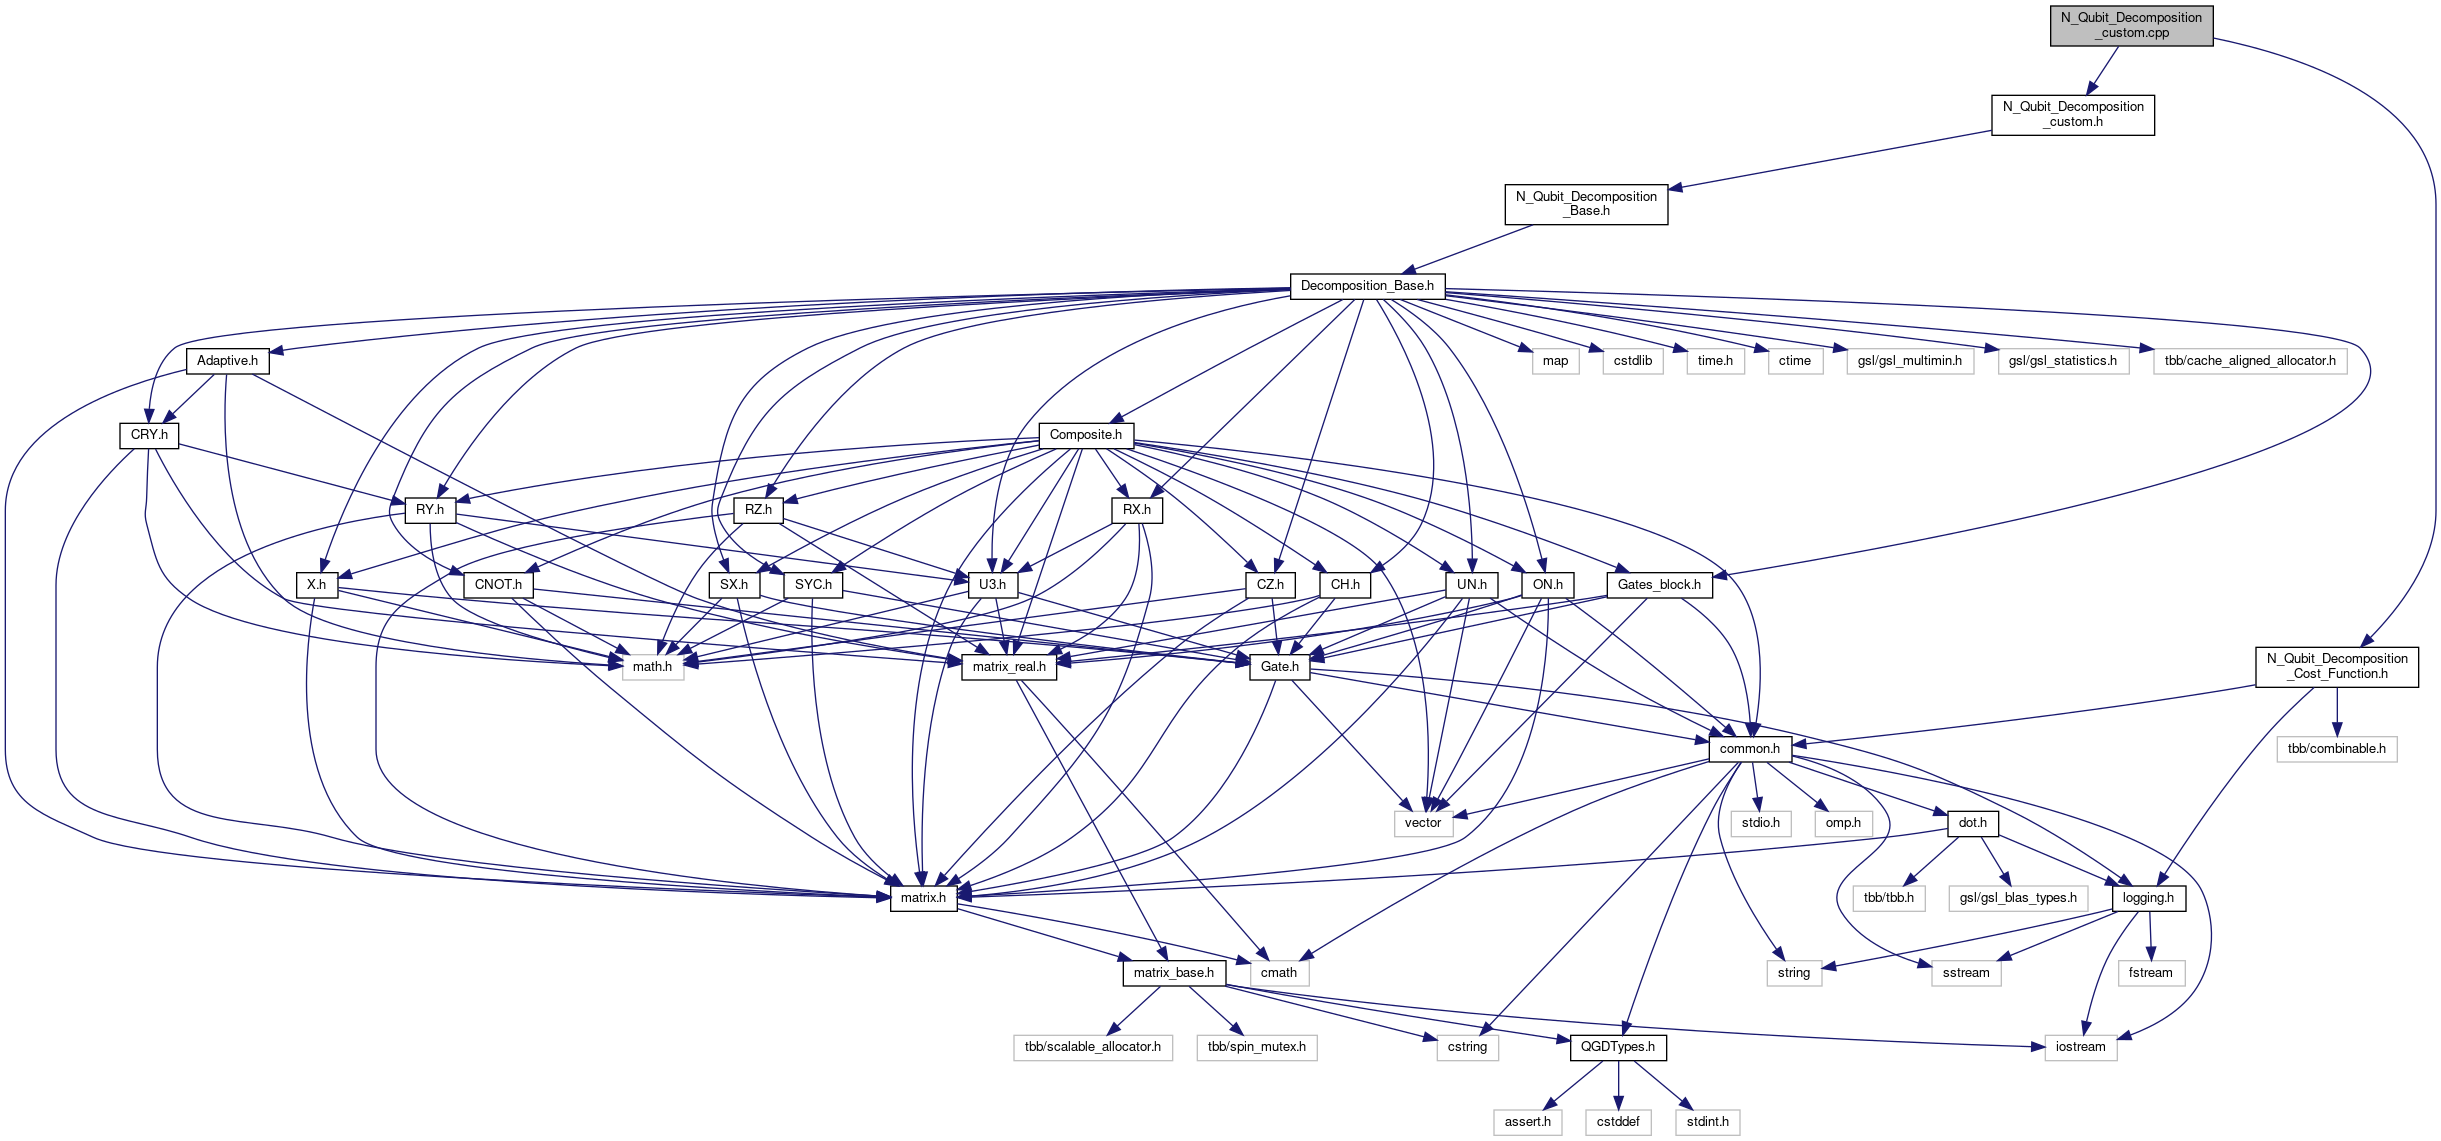 N_Qubit_Decomposition
_custom.cpp
N_Qubit_Decomposition
_custom.h
N_Qubit_Decomposition
_Base.h
Decomposition_Base.h
Adaptive.h
map
cstdlib
time.h
ctime
gsl/gsl_multimin.h
gsl/gsl_statistics.h
tbb/cache_aligned_allocator.h
CRY.h
Composite.h
RY.h
RZ.h
RX.h
X.h
CNOT.h
SX.h
SYC.h
U3.h
CZ.h
CH.h
UN.h
ON.h
Gates_block.h
math.h
matrix_real.h
Gate.h
N_Qubit_Decomposition
_Cost_Function.h
common.h
tbb/combinable.h
vector
stdio.h
omp.h
dot.h
matrix.h
tbb/tbb.h
gsl/gsl_blas_types.h
logging.h
matrix_base.h
cmath
string
sstream
fstream
tbb/scalable_allocator.h
tbb/spin_mutex.h
cstring
QGDTypes.h
iostream
assert.h
cstddef
stdint.h